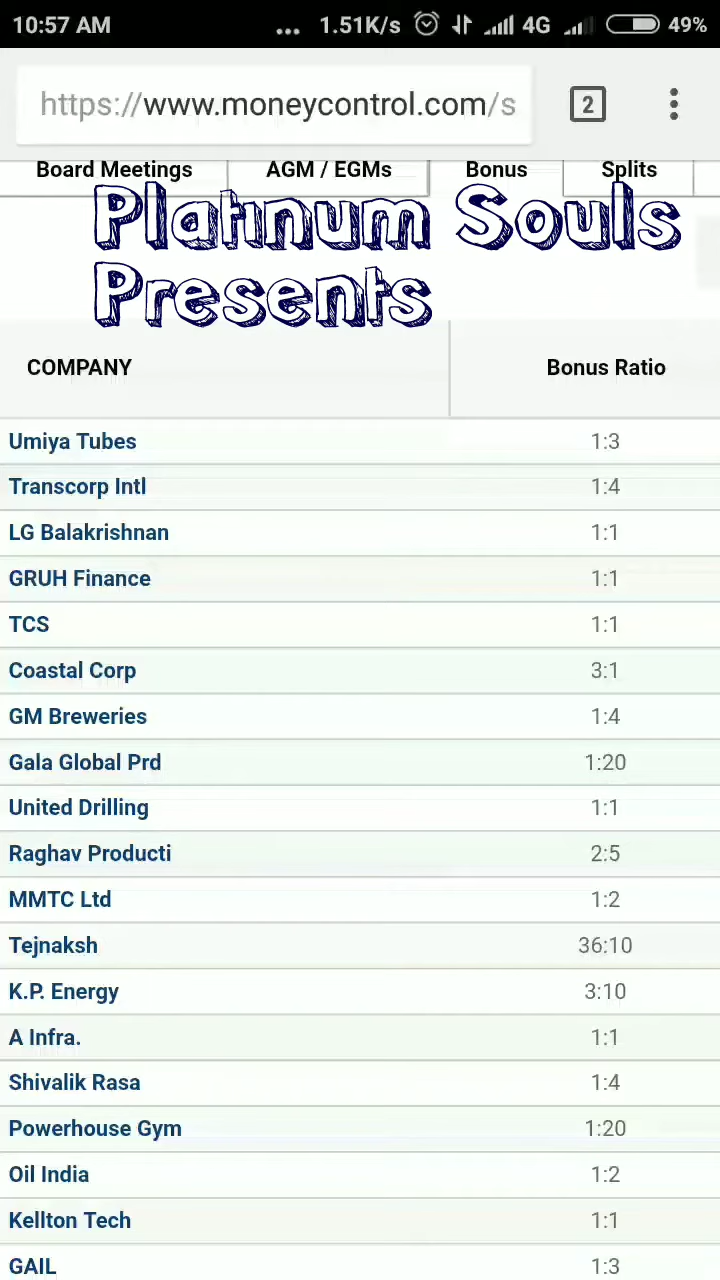 10:57 AM ... 1.51K/s 4G 49%
https://www.moneycontrol.com/s 2
Board Meetings AGM / EGMs Bonus Splits
Platinum Souls
Presents
COMPANY Bonus Ratio
Umiya Tubes 1:3
Transcorp Intl 1:4
LG Balakrishnan 1:1
GRUH Finance 1:1
TCS 1:1
Coastal Corp 3:1
GM Breweries 1:4
Gala Global Prd 1:20
United Drilling 1:1
Raghav Producti 2:5
MMTC Ltd 1:2
Tejnaksh 36:10
K.P. Energy 3:10
A Infra. 1:1
Shivalik Rasa 1:4
Powerhouse Gym 1:20
Oil India 1:2
Kellton Tech 1:1
GAIL 1:3